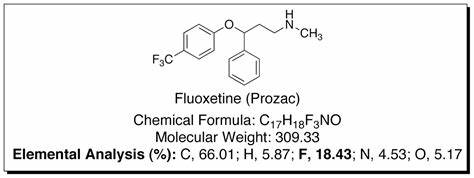 H
O
N
CH₃
F₃C
Fluoxetine (Prozac)
Chemical Formula: C₁₇H₁₈F₃NO
Molecular Weight: 309.33
Elemental Analysis (%): C, 66.01; H, 5.87; F, 18.43; N, 4.53; O, 5.17